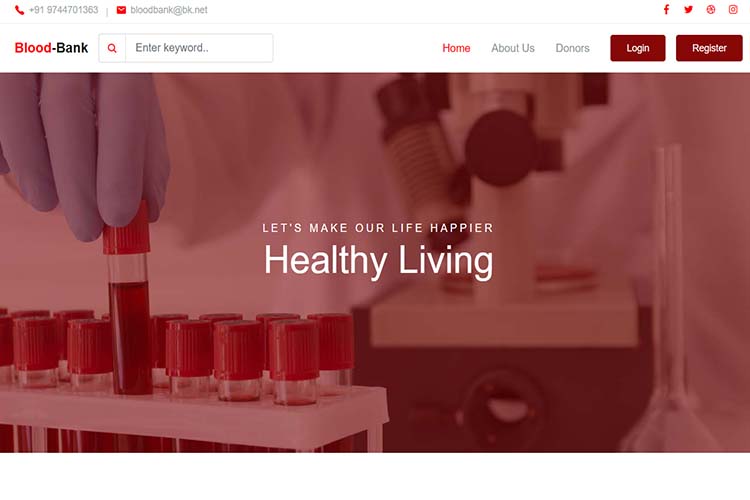 +91 9744701363 | bloodbank@bk.net
Blood-Bank Enter keyword.. Home About Us Donors Login Register
LET'S MAKE OUR LIFE HAPPIER
Healthy Living